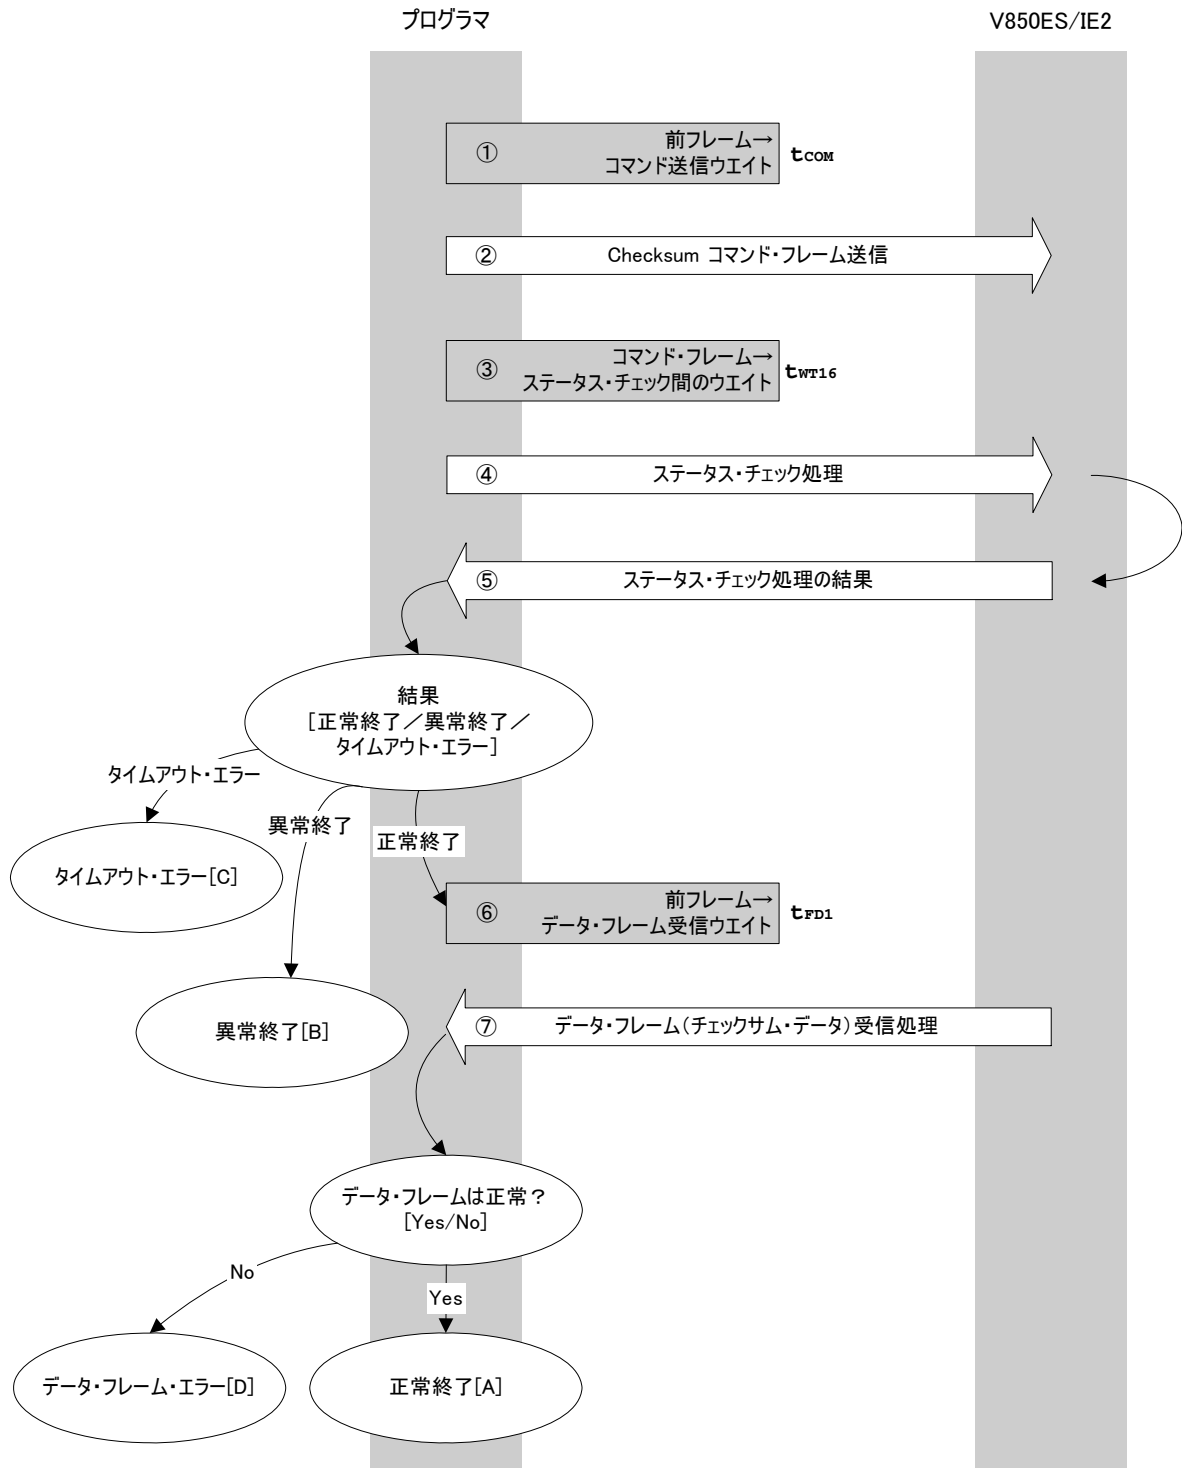 プログラマ
V850ES/IE2
①
前フレーム→
コマンド送信ウエイト
tCOM
② Checksum コマンド・フレーム送信
③
コマンド・フレーム→
ステータス・チェック間のウエイト
tWT16
④ ステータス・チェック処理
⑤ ステータス・チェック処理の結果
結果
[正常終了／異常終了／
タイムアウト・エラー]
タイムアウト・エラー
異常終了
正常終了
タイムアウト・エラー[C]
⑥
前フレーム→
データ・フレーム受信ウエイト
tFD1
異常終了[B]
⑦ データ・フレーム（チェックサム・データ）受信処理
データ・フレームは正常？
[Yes/No]
No
Yes
データ・フレーム・エラー[D]
正常終了[A]